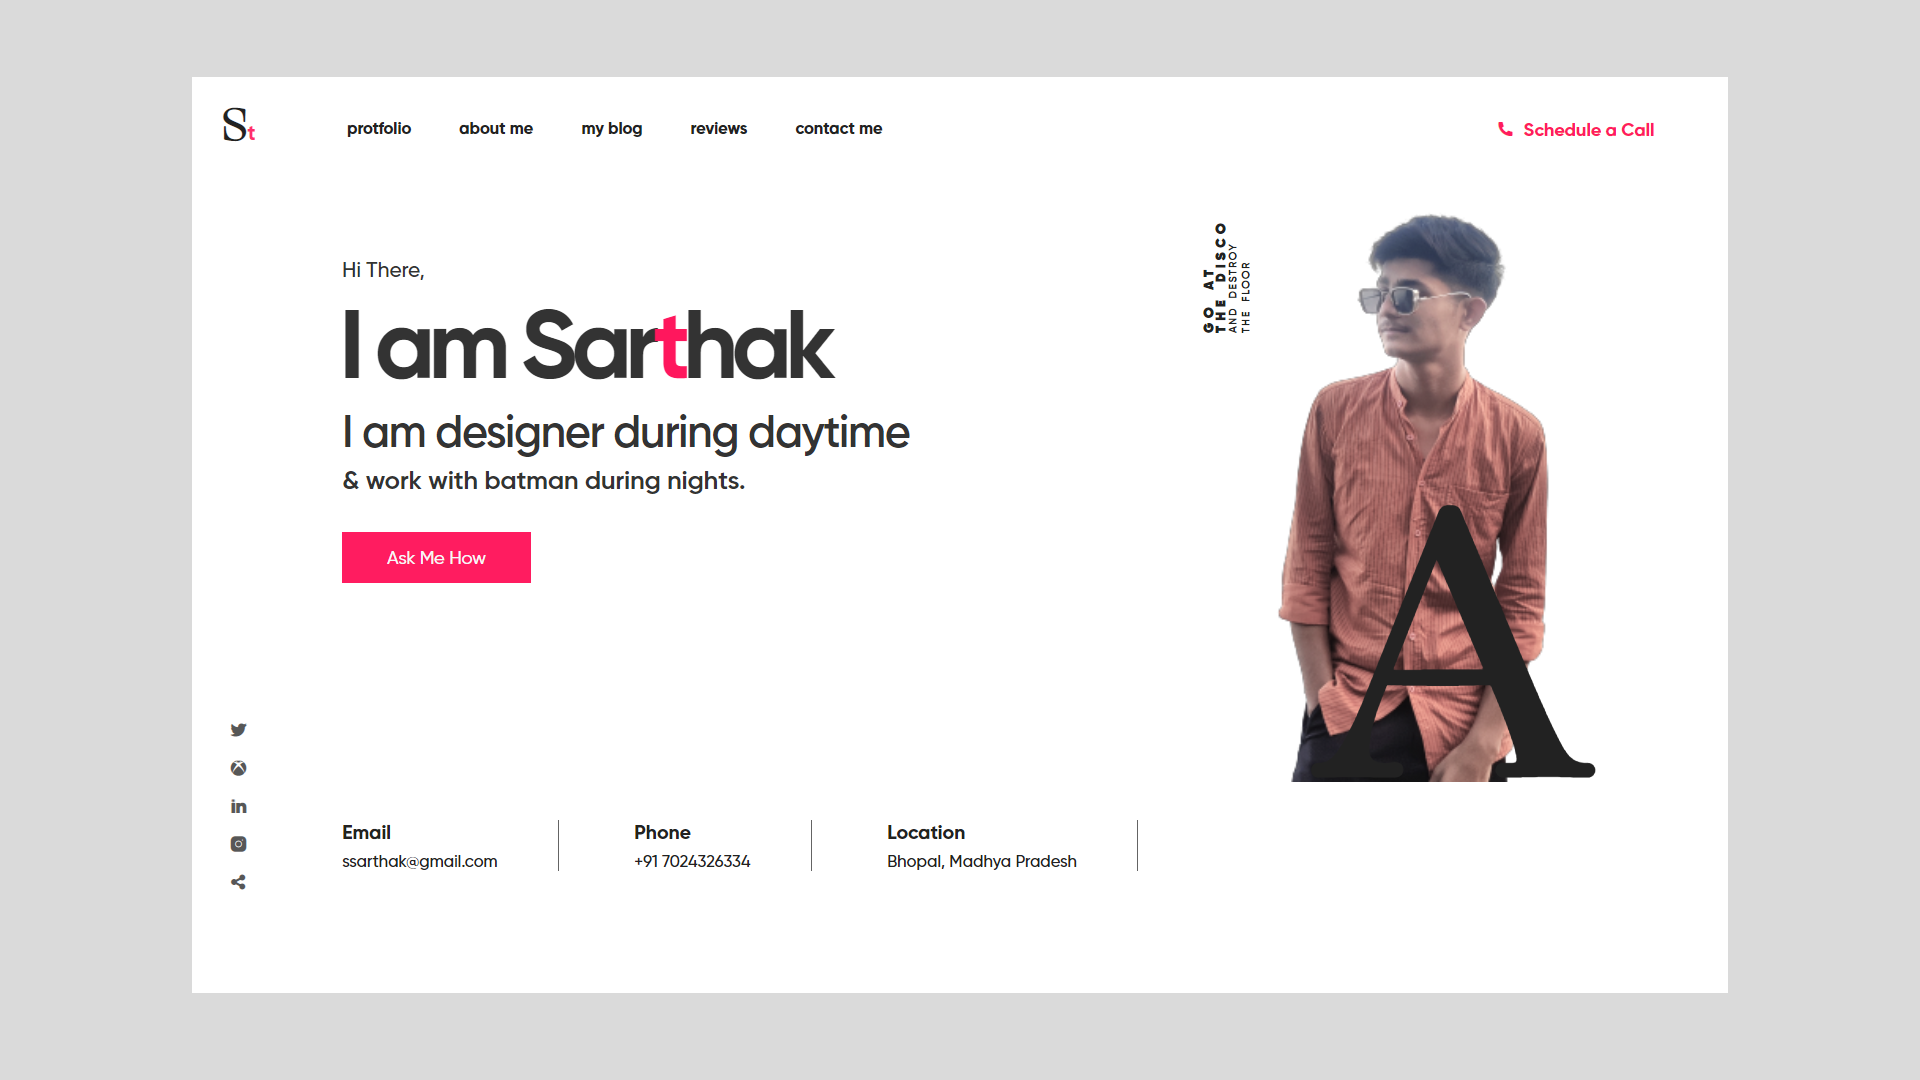 St
protfolio
about me
my blog
reviews
contact me
Schedule a Call
Hi There,
I am Sarthak
I am designer during daytime
& work with batman during nights.
Ask Me How
GO AT
THE DISCO
AND DESTROY
THE FLOOR
A
Email
ssarthak@gmail.com
Phone
+91 7024326334
Location
Bhopal, Madhya Pradesh